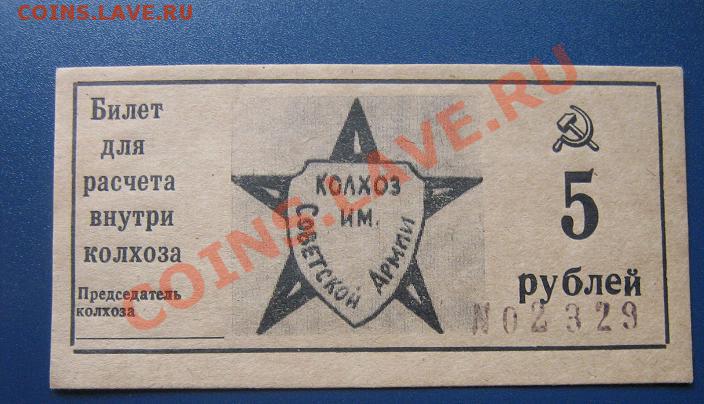 COINS.LAVE.RU
Билет
для
расчета
внутри
колхоза
Председатель
колхоза
КОЛХОЗ
ИМ.
СОВЕТСКОЙ АРМИИ
5
рублей
N02329
COINS.LAVE.RU
COINS.LAVE.RU